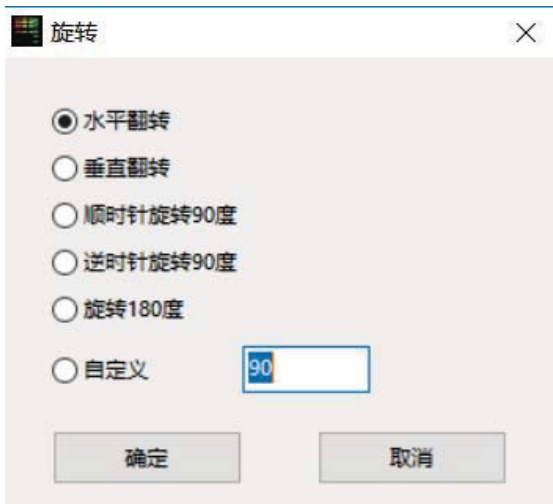 旋转
水平翻转
垂直翻转
顺时针旋转90度
逆时针旋转90度
旋转180度
自定义 90
确定 取消